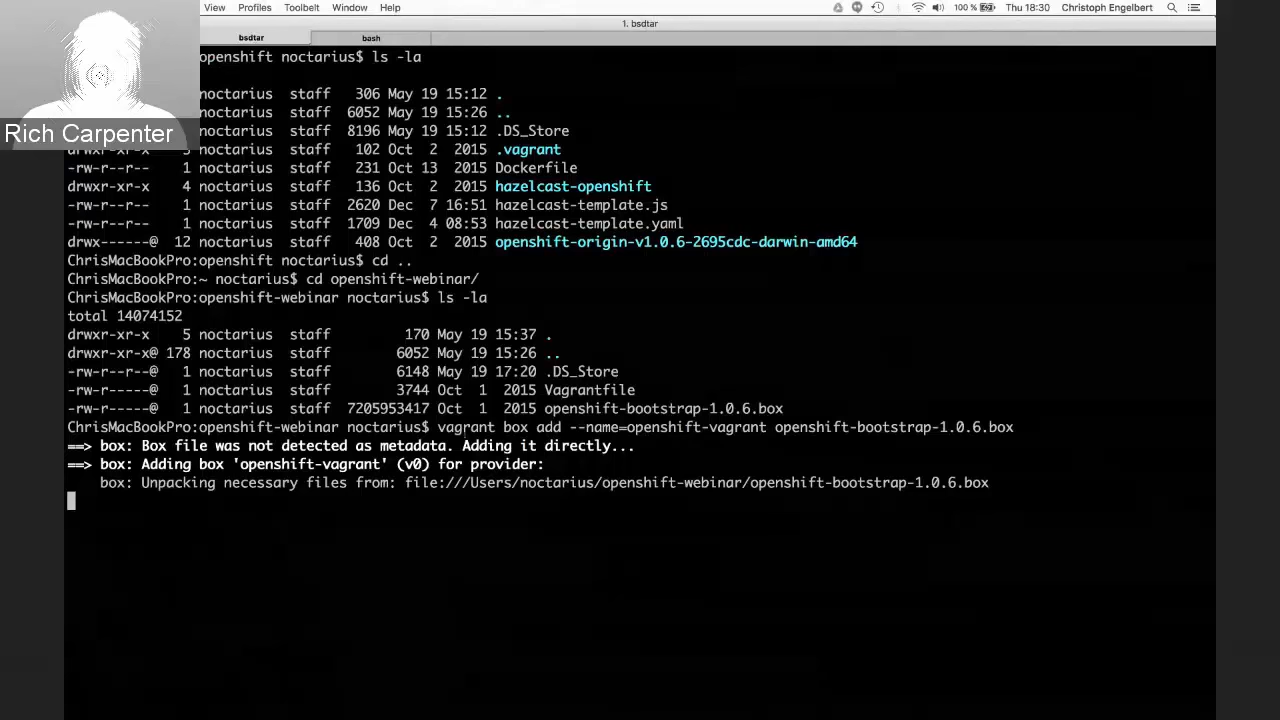 View Profiles Toolbelt Window Help 100 % Thu 18:30 Christoph Engelbert
1. bsdtar
bsdtar bash
openshift noctarius$ ls -la
noctarius staff 306 May 19 15:12 .
noctarius staff 6052 May 19 15:26 ..
noctarius staff 8196 May 19 15:12 .DS_Store
Rich Carpenter
noctarius staff 102 Oct 2 2015 .vagrant
-rw-r--r-- 1 noctarius staff 231 Oct 13 2015 Dockerfile
drwxr-xr-x 4 noctarius staff 136 Oct 2 2015 hazelcast-openshift
-rw-r--r-- 1 noctarius staff 2620 Dec 7 16:51 hazelcast-template.js
-rw-r--r-- 1 noctarius staff 1709 Dec 4 08:53 hazelcast-template.yaml
drwx------@ 12 noctarius staff 408 Oct 2 2015 openshift-origin-v1.0.6-2695cdc-darwin-amd64
ChrisMacBookPro:openshift noctarius$ cd ..
ChrisMacBookPro:~ noctarius$ cd openshift-webinar/
ChrisMacBookPro:openshift-webinar noctarius$ ls -la
total 14074152
drwxr-xr-x 5 noctarius staff 170 May 19 15:37 .
drwxr-xr-x@ 178 noctarius staff 6052 May 19 15:26 ..
-rw-r--r--@ 1 noctarius staff 6148 May 19 17:20 .DS_Store
-rw-r-----@ 1 noctarius staff 3744 Oct 1 2015 Vagrantfile
-rw-r-----@ 1 noctarius staff 7205953417 Oct 1 2015 openshift-bootstrap-1.0.6.box
ChrisMacBookPro:openshift-webinar noctarius$ vagrant box add --name=openshift-vagrant openshift-bootstrap-1.0.6.box
==> box: Box file was not detected as metadata. Adding it directly...
==> box: Adding box 'openshift-vagrant' (v0) for provider:
box: Unpacking necessary files from: file:///Users/noctarius/openshift-webinar/openshift-bootstrap-1.0.6.box